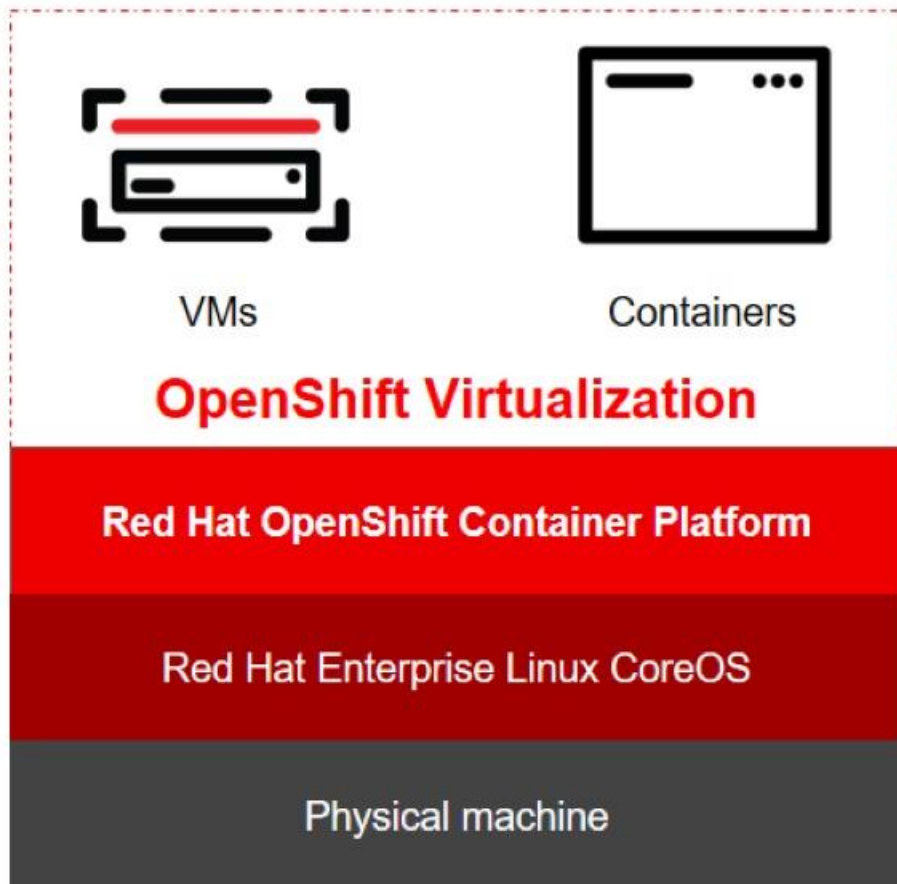 VMs
Containers
OpenShift Virtualization
Red Hat OpenShift Container Platform
Red Hat Enterprise Linux CoreOS
Physical machine